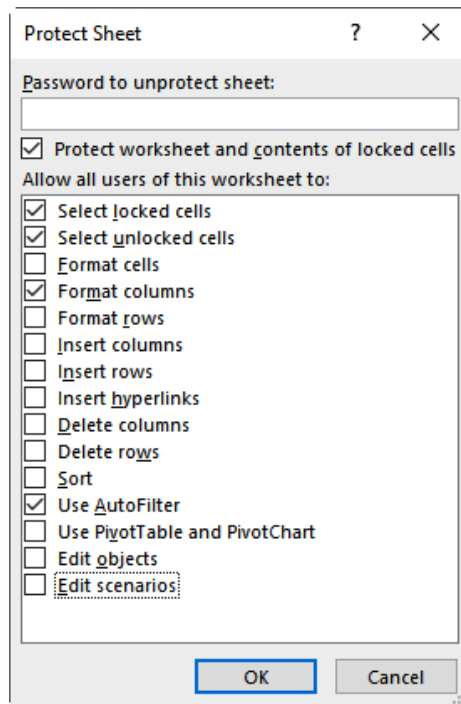 Protect Sheet ?
Password to unprotect sheet:
Protect worksheet and contents of locked cells
Allow all users of this worksheet to:
Select locked cells
Select unlocked cells
Format cells
Format columns
Format rows
Insert columns
Insert rows
Insert hyperlinks
Delete columns
Delete rows
Sort
Use AutoFilter
Use PivotTable and PivotChart
Edit objects
Edit scenarios
OK Cancel